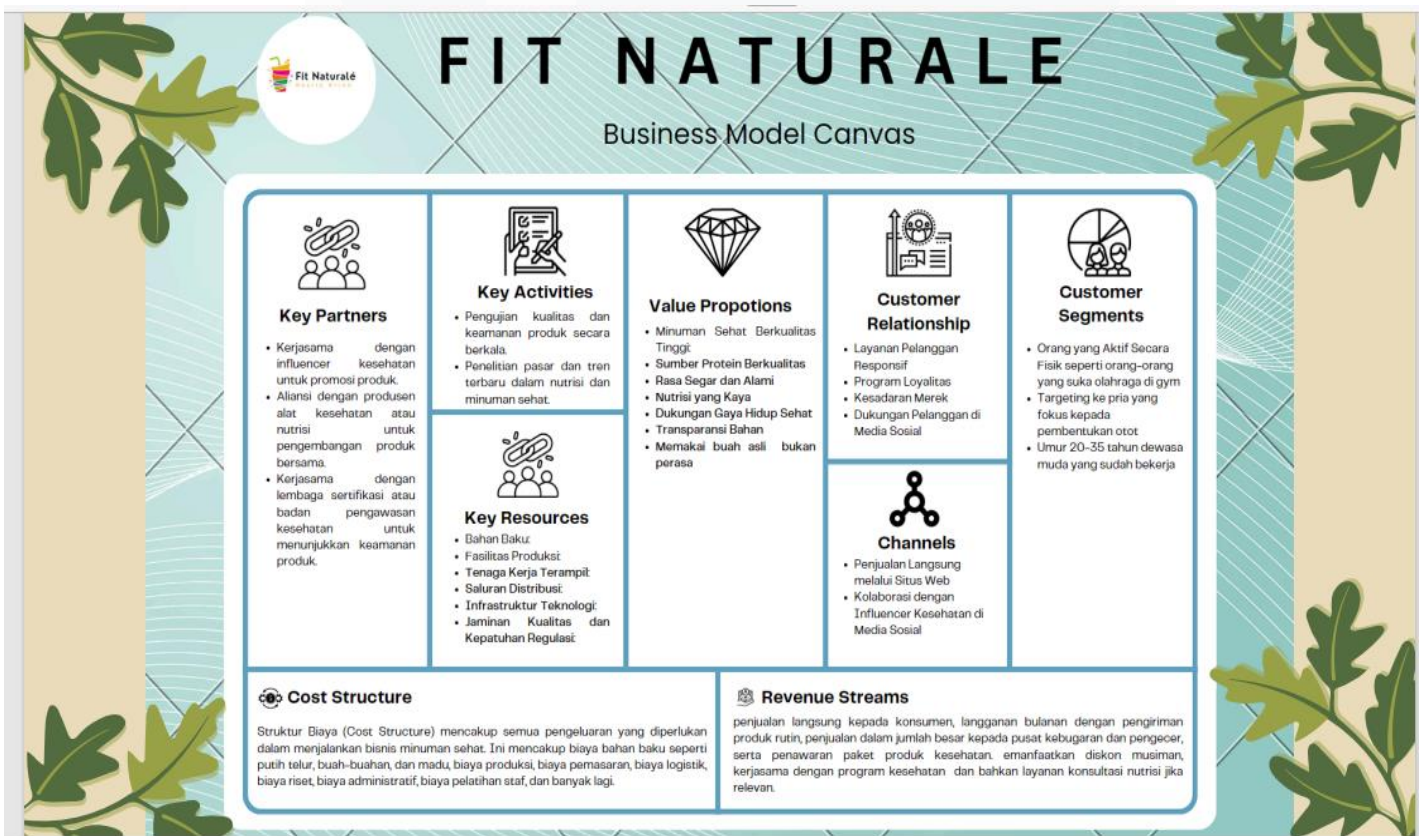 Fit Naturalé
FIT NATURALE
Business Model Canvas
Key Partners
• Kerjasama dengan
influencer kesehatan
untuk promosi produk.
• Aliansi dengan produsen
alat kesehatan atau
nutrisi untuk
pengembangan produk
bersama.
• Kerjasama dengan
lembaga sertifikasi atau
badan pengawasan
kesehatan untuk
menunjukkan keamanan
produk.
Key Activities
• Pengujian kualitas dan
keamanan produk secara
berkala.
• Penelitian pasar dan tren
terbaru dalam nutrisi dan
minuman sehat.
Key Resources
• Bahan Baku:
• Fasilitas Produksi:
• Tenaga Kerja Terampil:
• Saluran Distribusi:
• Infrastruktur Teknologi:
• Jaminan Kualitas dan
Kepatuhan Regulasi:
Value Propotions
• Minuman Sehat Berkualitas
Tinggi:
• Sumber Protein Berkualitas
• Rasa Segar dan Alami
• Nutrisi yang Kaya
• Dukungan Gaya Hidup Sehat
• Transparansi Bahan
• Memakai buah asli bukan
perasa
Customer
Relationship
• Layanan Pelanggan
Responsif
• Program Loyalitas
• Kesadaran Merek
• Dukungan Pelanggan di
Media Sosial
Channels
• Penjualan Langsung
melalui Situs Web
• Kolaborasi dengan
Influencer Kesehatan di
Media Sosial
Customer
Segments
• Orang yang Aktif Secara
Fisik seperti orang-orang
yang suka olahraga di gym
• Targeting ke pria yang
fokus kepada
pembentukan otot
• Umur 20-35 tahun dewasa
muda yang sudah bekerja
Cost Structure
Struktur Biaya (Cost Structure) mencakup semua pengeluaran yang diperlukan
dalam menjalankan bisnis minuman sehat. Ini mencakup biaya bahan baku seperti
putih telur, buah-buahan, dan madu, biaya produksi, biaya pemasaran, biaya logistik,
biaya riset, biaya administratif, biaya pelatihan staf, dan banyak lagi.
Revenue Streams
penjualan langsung kepada konsumen, langganan bulanan dengan pengiriman
produk rutin, penjualan dalam jumlah besar kepada pusat kebugaran dan pengecer,
serta penawaran paket produk kesehatan. emanfaatkan diskon musiman,
kerjasama dengan program kesehatan dan bahkan layanan konsultasi nutrisi jika
relevan.